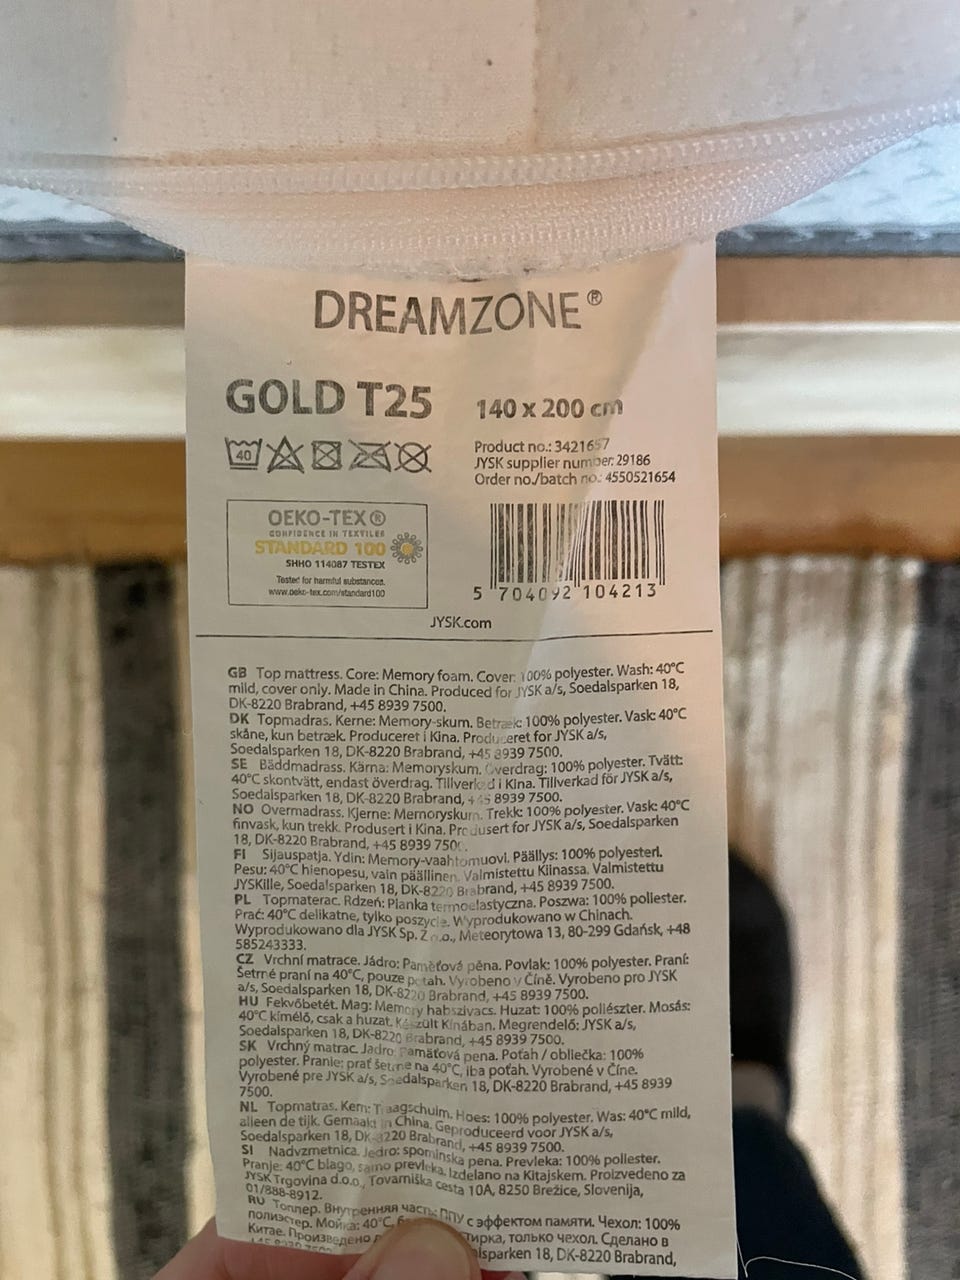 DREAMZONE®
GOLD T25
140 x 200 cm
40
Product no.: 3421657
JYSK supplier number: 29186
Order no./batch no.: 4550521654
OEKO-TEX®
CONFIDENCE IN TEXTILES
STANDARD 100
SHHO 114087 TESTEX
Tested for harmful substances.
www.oeko-tex.com/standard100
5 704092 104213
JYSK.com
GB Top mattress. Core: Memory foam. Cover: 100% polyester. Wash: 40°C
mild, cover only. Made in China. Produced for JYSK a/s, Soedalsparken 18,
DK-8220 Brabrand, +45 8939 7500.
DK Topmadras. Kerne: Memory-skum. Betræk: 100% polyester. Vask: 40°C
skåne, kun betræk. Produceret i Kina. Produceret for JYSK a/s,
Soedalsparken 18, DK-8220 Brabrand, +45 8939 7500.
SE Bäddmadrass. Kärna: Memoryskum. Överdrag: 100% polyester. Tvätt:
40°C skontvätt, endast överdrag. Tillverkad i Kina. Tillverkad för JYSK a/s,
Soedalsparken 18, DK-8220 Brabrand, +45 8939 7500.
NO Overmadrass. Kjerne: Memoryskum. Trekk: 100% polyester. Vask: 40°C
finvask, kun trekk. Produsert i Kina. Produsert for JYSK a/s, Soedalsparken
18, DK-8220 Brabrand, +45 8939 7500.
FI Sijauspatja. Ydin: Memory-vaahtomuovi. Päällys: 100% polyesteri.
Pesu: 40°C hienopesu, vain päällinen. Valmistettu Kiinassa. Valmistettu
JYSKille, Soedalsparken 18, DK-8220 Brabrand, +45 8939 7500.
PL Topmaterac. Rdzeń: Pianka termoelastyczna. Poszwa: 100% poliester.
Prać: 40°C delikatne, tylko poszycie. Wyprodukowano w Chinach.
Wyprodukowano dla JYSK Sp. Z o.o., Meteorytowa 13, 80-299 Gdańsk, +48
585243333.
CZ Vrchní matrace. Jádro: Paměťová pěna. Povlak: 100% polyester. Praní:
Šetrné praní na 40°C, pouze potah. Vyrobeno v Číně. Vyrobeno pro JYSK
a/s, Soedalsparken 18, DK-8220 Brabrand, +45 8939 7500.
HU Fekvőbetét. Mag: Memory habszivacs. Huzat: 100% poliészter. Mosás:
40°C kímélő, csak a huzat. Készült Kínában. Megrendelő: JYSK a/s,
Soedalsparken 18, DK-8220 Brabrand, +45 8939 7500.
SK Vrchný matrac. Jadro: Pamäťová pena. Poťah / obliečka: 100%
polyester. Pranie: prať šetrne na 40°C, iba poťah. Vyrobené v Číne.
Vyrobené pre JYSK a/s, Soedalsparken 18, DK-8220 Brabrand, +45 8939
7500.
NL Topmatras. Kern: Traagschuim. Hoes: 100% polyester. Was: 40°C mild,
alleen de tijk. Gemaakt in China. Geproduceerd voor JYSK a/s,
Soedalsparken 18, DK-8220 Brabrand, +45 8939 7500.
SI Nadvzmetnica. Jedro: spominska pena. Prevleka: 100% poliester.
Pranje: 40°C blago, samo prevleka. Izdelano na Kitajskem. Proizvedeno za
JYSK Trgovina d.o.o., Tovarniška cesta 10A, 8250 Brežice, Slovenija,
01/888-8912.
RU Топпер. Внутренняя часть: ППУ с эффектом памяти. Чехол: 100%
полиэстер. Мойка: 40°C, тирка, только чехол. Сделано в
Китае. Произведено 18, DK-8220 Brabrand,